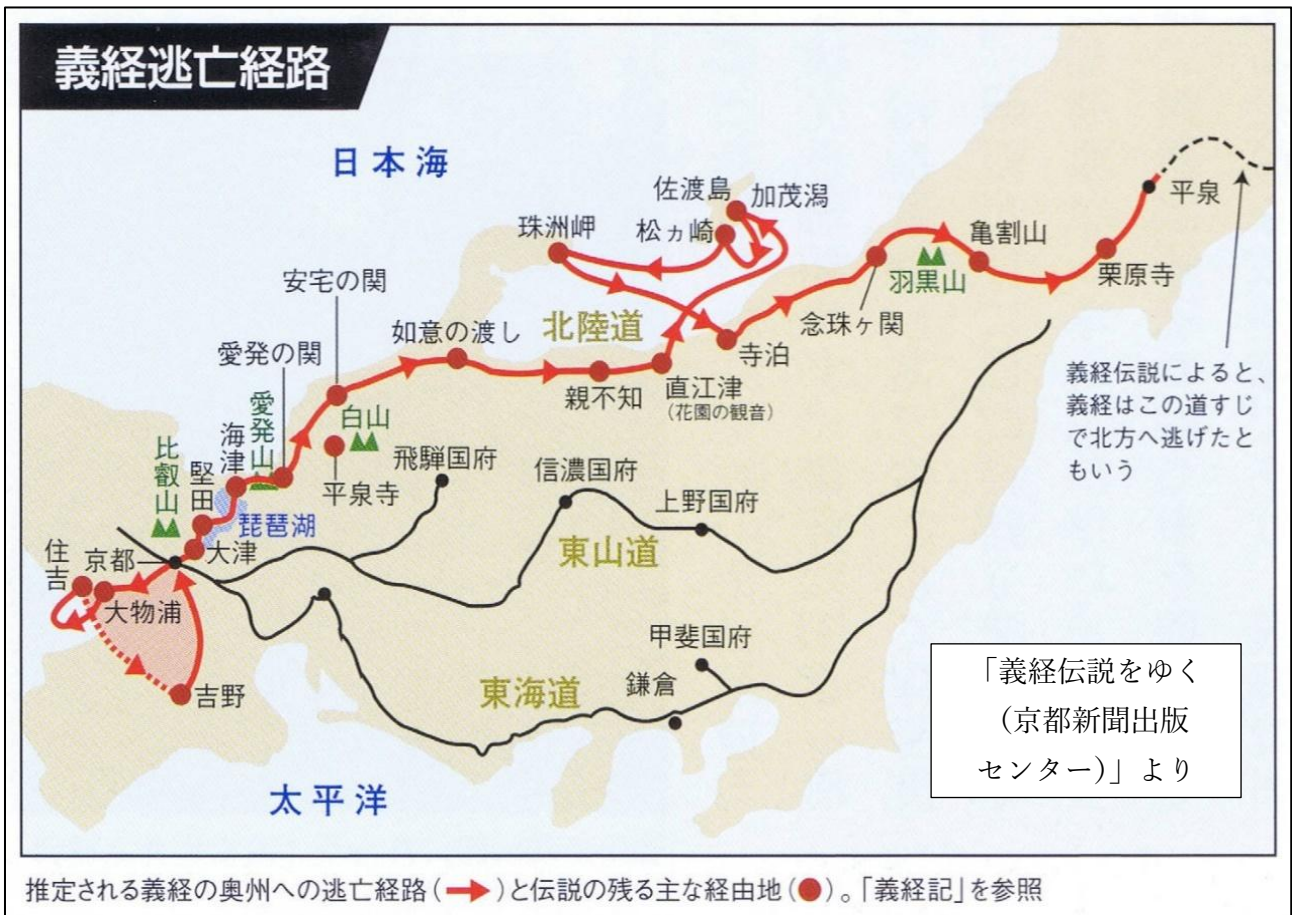 義経逃亡経路
日本海
佐渡島
加茂潟
松ヵ崎
珠洲岬
平泉
亀割山
羽黒山
栗原寺
念珠ヶ関
安宅の関
如意の渡し
北陸道
寺泊
愛発の関
親不知
直江津
(花園の観音)
義経伝説によると、
義経はこの道すじ
で北方へ逃げたと
もいう
白山
愛発山
海津
比叡山
堅田
平泉寺
飛騨国府
信濃国府
上野国府
琵琶湖
大津
東山道
住吉
京都
大物浦
甲斐国府
鎌倉
吉野
東海道
太平洋
「義経伝説をゆく
(京都新聞出版
センター)」より
推定される義経の奥州への逃亡経路(→)と伝説の残る主な経由地(●)。「義経記」を参照